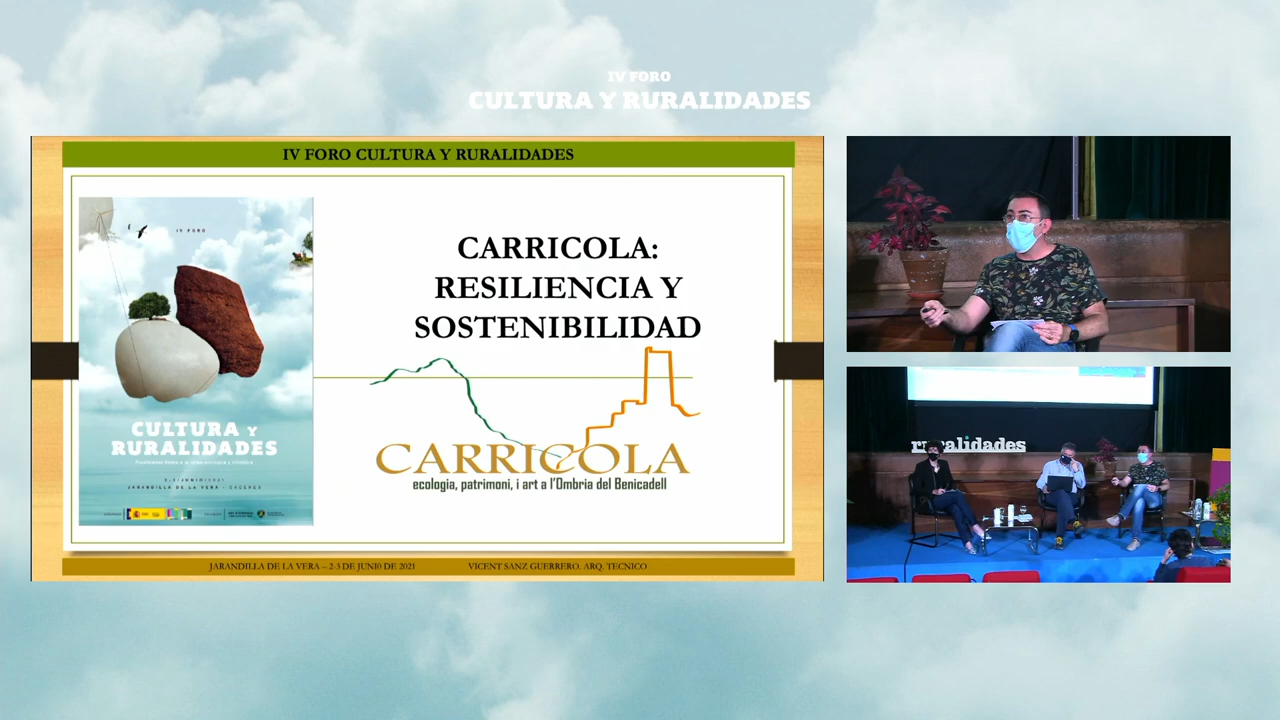 IV FORO
CULTURA Y RURALIDADES
IV FORO CULTURA Y RURALIDADES
IV FORO
CULTURA Y
RURALIDADES
JARANDILLA DE LA VERA - CÁCERES
CARRICOLA:
RESILIENCIA Y
SOSTENIBILIDAD
CARRICOLA
ecologia, patrimoni, i art a l'Ombria del Benicadell
JARANDILLA DE LA VERA – 2-3 DE JUNI0 DE 2021
VICENT SANZ GUERRERO. ARQ. TECNICO
ruralidades